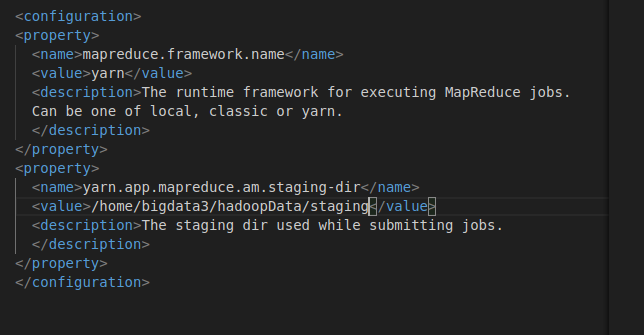 <configuration>
<property>
<name>mapreduce.framework.name</name>
<value>yarn</value>
<description>The runtime framework for executing MapReduce jobs.
Can be one of local, classic or yarn.
</description>
</property>
<property>
<name>yarn.app.mapreduce.am.staging-dir</name>
<value>/home/bigdata3/hadoopData/staging</value>
<description>The staging dir used while submitting jobs.
</description>
</property>
</configuration>